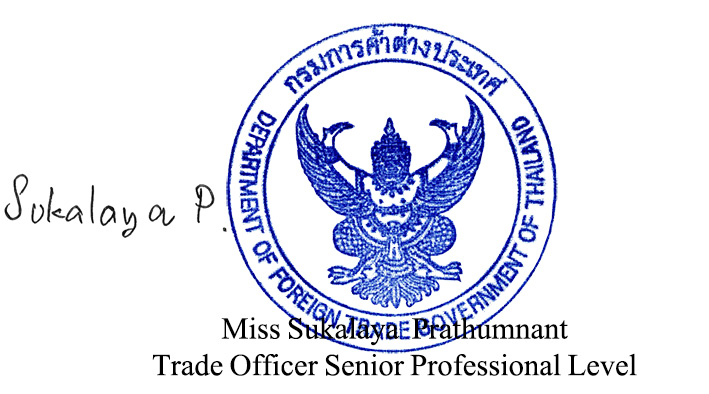 กรมการค้าต่างประเทศ
DEPARTMENT OF FOREIGN TRADE GOVERNMENT OF THAILAND
Sukalaya P.
Miss Sukalaya Prathumnant
Trade Officer Senior Professional Level